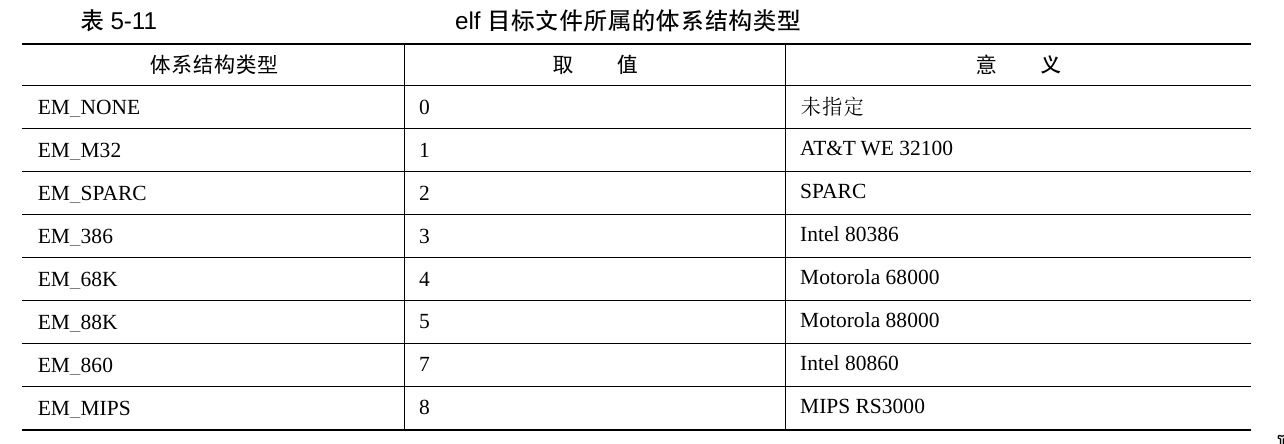 表 5-11 elf 目标文件所属的体系结构类型
体系结构类型 取 值 意 义
EM_NONE 0 未指定
EM_M32 1 AT&T WE 32100
EM_SPARC 2 SPARC
EM_386 3 Intel 80386
EM_68K 4 Motorola 68000
EM_88K 5 Motorola 88000
EM_860 7 Intel 80860
EM_MIPS 8 MIPS RS3000